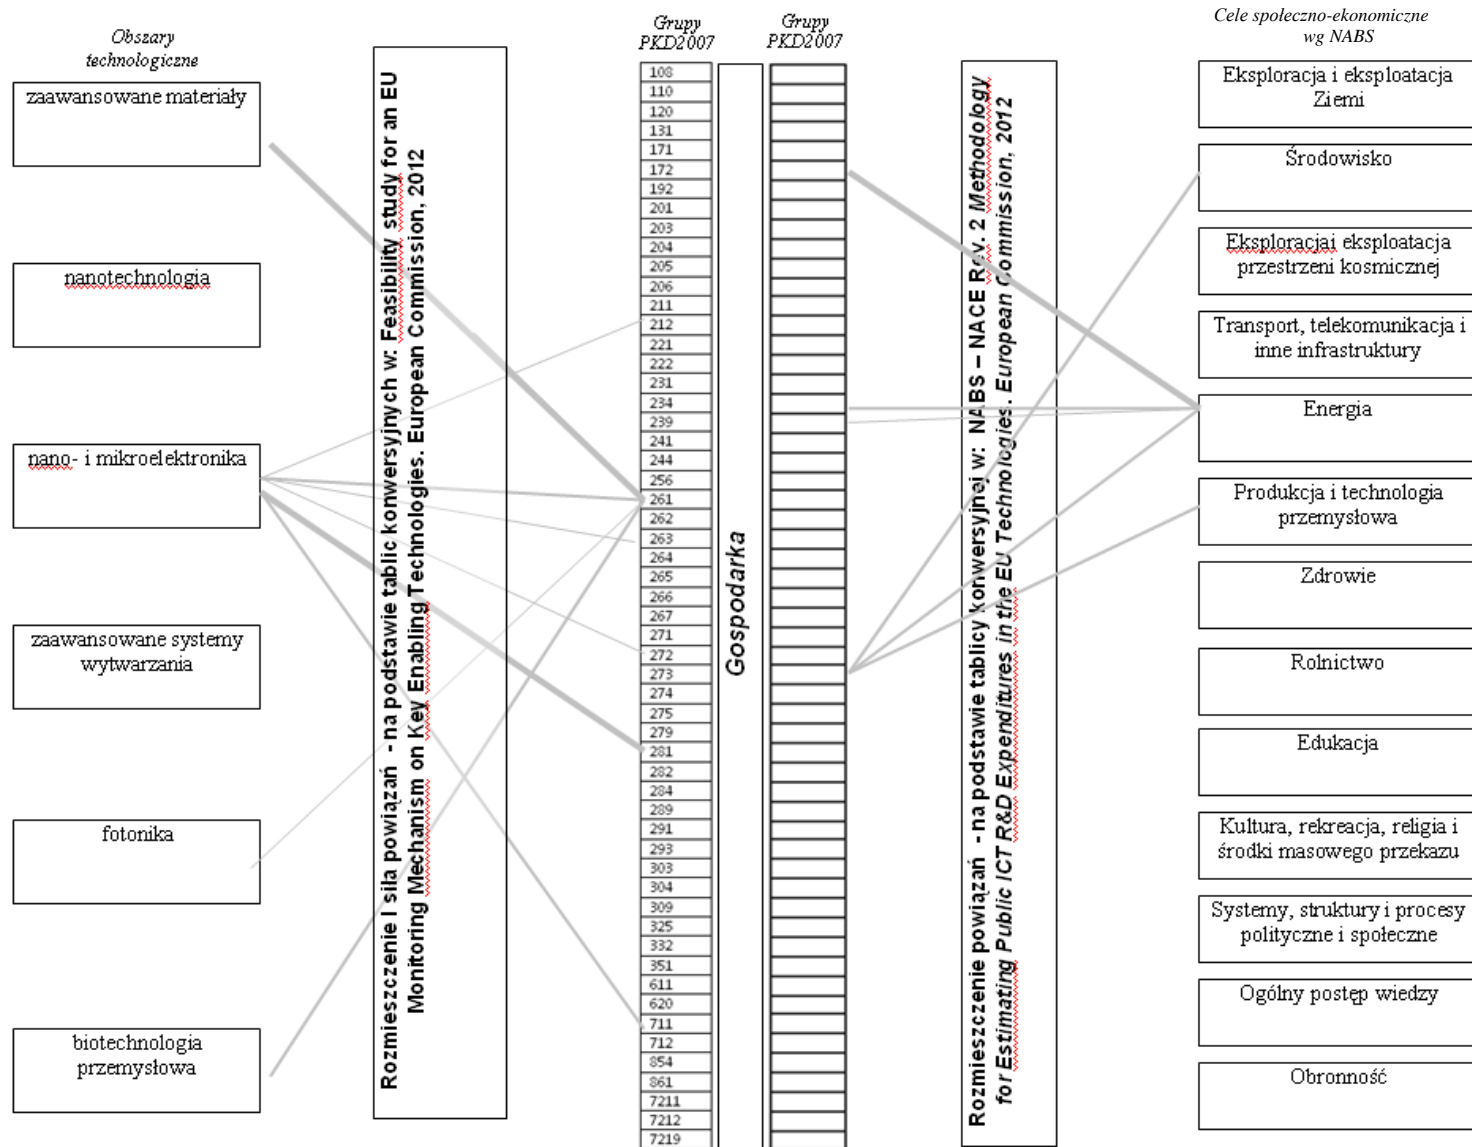 Obszary
technologiczne
zaawansowane materiały
nanotechnologia
nano- i mikroelektronika
zaawansowane systemy
wytwarzania
fotonika
biotechnologia
przemysłowa
Rozmieszczenie I siła powiązań - na podstawie tablic konwersyjnych w: Feasibility study for an EU
Monitoring Mechanism on Key Enabling Technologies. European Commission, 2012
Grupy
PKD2007
108
110
120
131
171
172
192
201
203
204
205
206
211
212
221
222
231
234
239
241
244
256
261
262
263
264
265
266
267
271
272
273
274
275
279
281
282
284
289
291
293
303
304
309
325
332
351
611
620
711
712
854
861
7211
7212
7219
Gospodarka
Grupy
PKD2007
Rozmieszczenie powiązań - na podstawie tablicy konwersyjnej w: NABS – NACE Rev. 2 Methodology
for Estimating Public ICT R&D Expenditures in the EU Technologies. European Commission, 2012
Cele społeczno-ekonomiczne
wg NABS
Eksploracja i eksploatacja
Ziemi
Środowisko
Eksploracjai eksploatacja
przestrzeni kosmicznej
Transport, telekomunikacja i
inne infrastruktury
Energia
Produkcja i technologia
przemysłowa
Zdrowie
Rolnictwo
Edukacja
Kultura, rekreacja, religia i
środki masowego przekazu
Systemy, struktury i procesy
polityczne i społeczne
Ogólny postęp wiedzy
Obronność